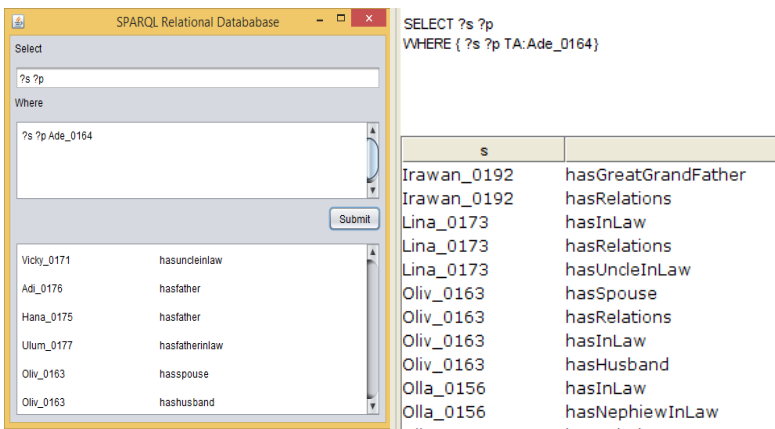 SPARQL Relational Datababase
Select
?s ?p
Where
?s ?p Ade_0164
Submit
Vicky_0171 hasuncleinlaw
Adi_0176 hasfather
Hana_0175 hasfather
Ulum_0177 hasfatherinlaw
Oliv_0163 hasspouse
Oliv_0163 hashusband
SELECT ?s ?p
WHERE { ?s ?p TA:Ade_0164}
s
Irawan_0192 hasGreatGrandFather
Irawan_0192 hasRelations
Lina_0173 hasInLaw
Lina_0173 hasRelations
Lina_0173 hasUncleInLaw
Oliv_0163 hasSpouse
Oliv_0163 hasRelations
Oliv_0163 hasInLaw
Oliv_0163 hasHusband
Olla_0156 hasInLaw
Olla_0156 hasNephiewInLaw